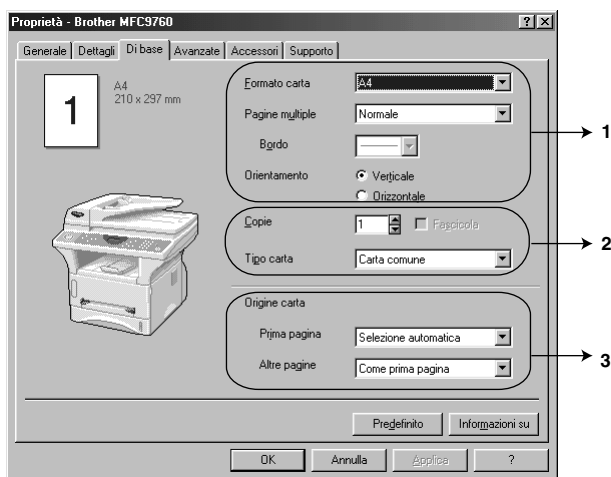 Proprietà - Brother MFC9760
Generale Dettagli Di base Avanzate Accessori Supporto
1
A4
210 x 297 mm
Formato carta A4
Pagine multiple Normale
Bordo
Orientamento Verticale
Orizzontale
1
Copie 1 Fascicola
Tipo carta Carta comune
2
Origine carta
Prima pagina Selezione automatica
Altre pagine Come prima pagina
3
Predefinito Informazioni su
OK Annulla Applica ?